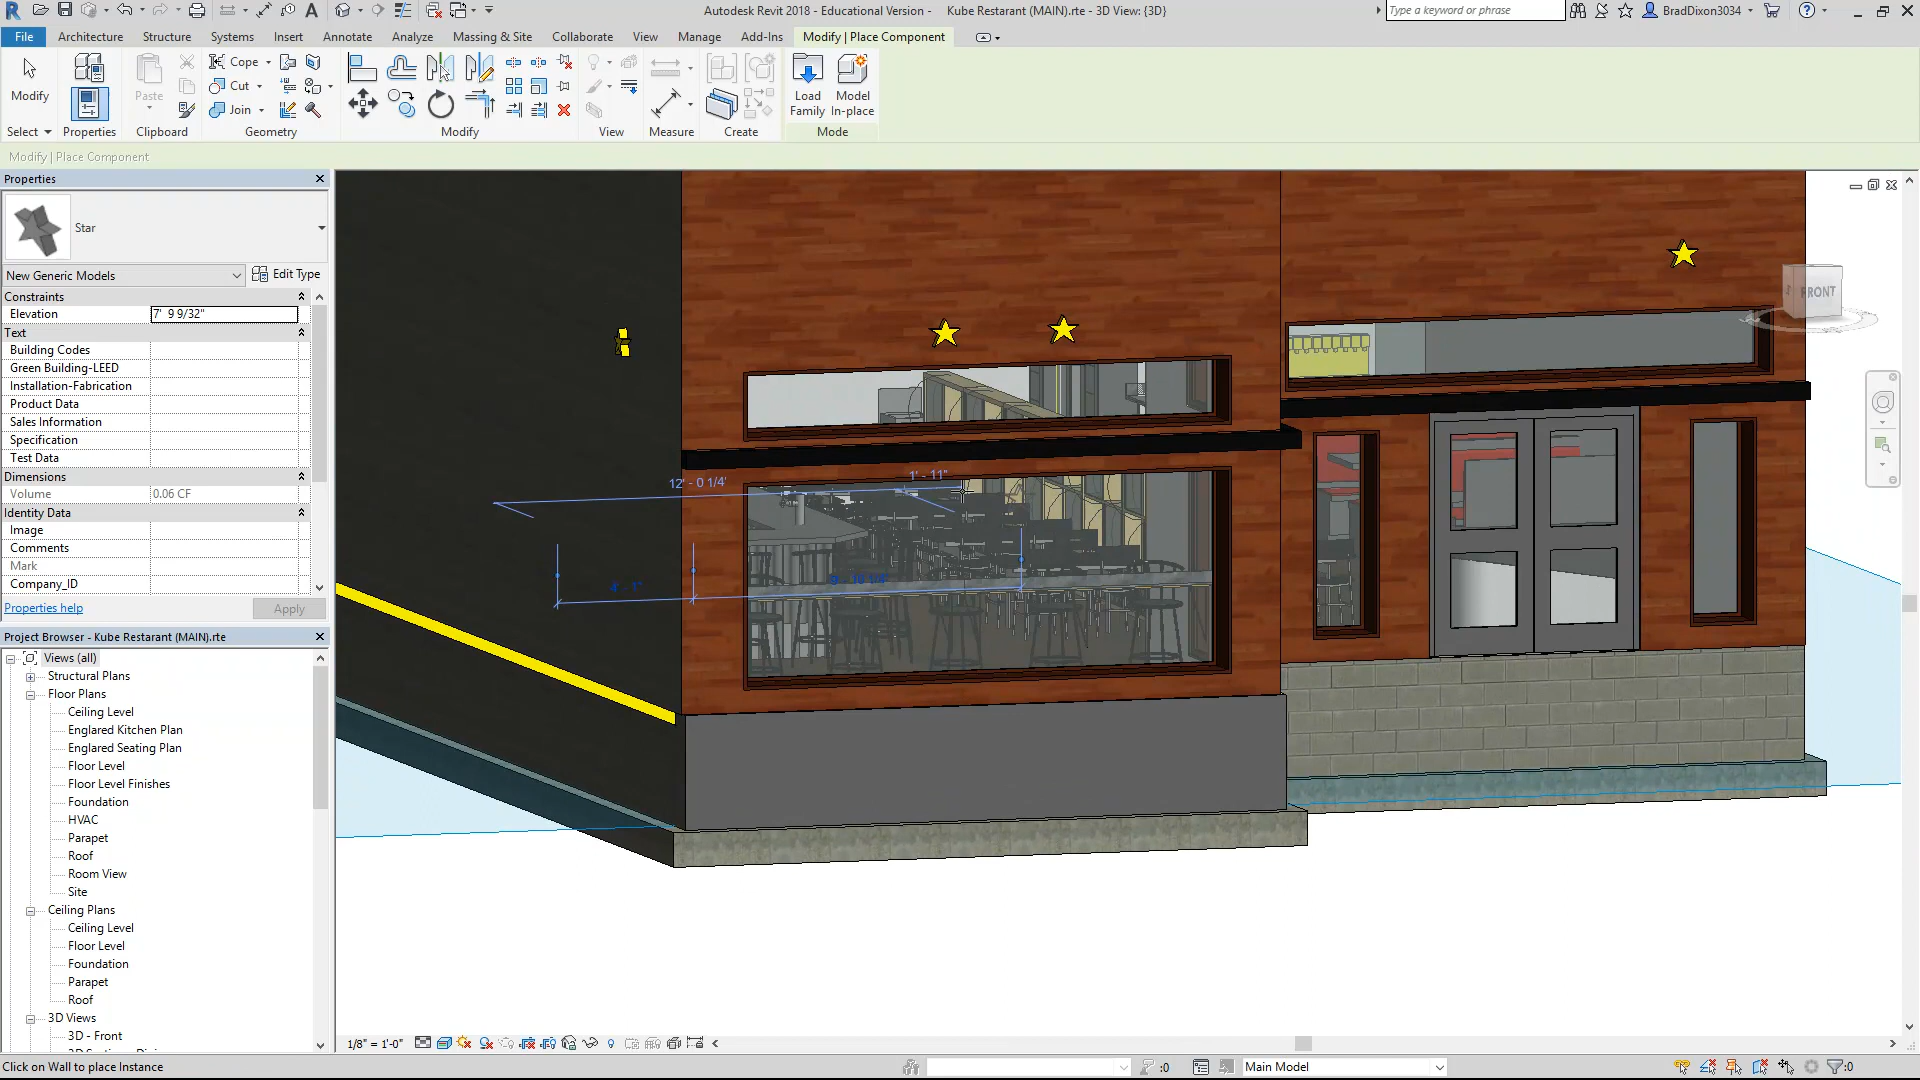 Autodesk Revit 2018 - Educational Version - Kube Restarant (MAIN).rte - 3D View: {3D}
Type a keyword or phrase
BradDixon3034
File
Architecture
Structure
Systems
Insert
Annotate
Analyze
Massing & Site
Collaborate
View
Manage
Add-Ins
Modify | Place Component
Modify
Paste
Cope
Cut
Join
Load Family
Model In-place
Select
Properties
Clipboard
Geometry
Modify
View
Measure
Create
Mode
Modify | Place Component
Properties
Star
New Generic Models
Edit Type
Constraints
Elevation 7' 9 9/32"
Text
Building Codes
Green Building-LEED
Installation-Fabrication
Product Data
Sales Information
Specification
Test Data
Dimensions
Volume 0.06 CF
Identity Data
Image
Comments
Mark
Company_ID
Properties help
Apply
Project Browser - Kube Restarant (MAIN).rte
Views (all)
Structural Plans
Floor Plans
Ceiling Level
Englared Kitchen Plan
Englared Seating Plan
Floor Level
Floor Level Finishes
Foundation
HVAC
Parapet
Roof
Room View
Site
Ceiling Plans
Ceiling Level
Floor Level
Foundation
Parapet
Roof
3D Views
3D - Front
FRONT
12' - 0 1/4"
1' - 11"
1/8" = 1'-0"
Click on Wall to place Instance
:0
Main Model
:0